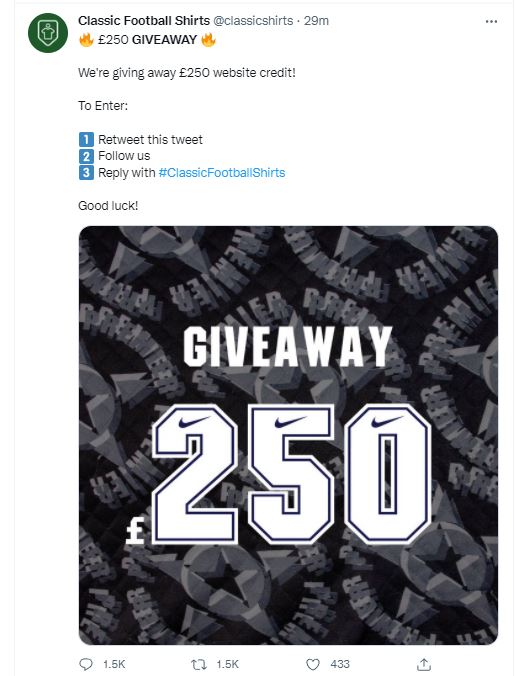 Classic Football Shirts @classicshirts · 29m
🔥 £250 GIVEAWAY 🔥
We're giving away £250 website credit!
To Enter:
1️⃣ Retweet this tweet
2️⃣ Follow us
3️⃣ Reply with #ClassicFootballShirts
Good luck!
PREMIER
GIVEAWAY
£250
1.5K 1.5K 433